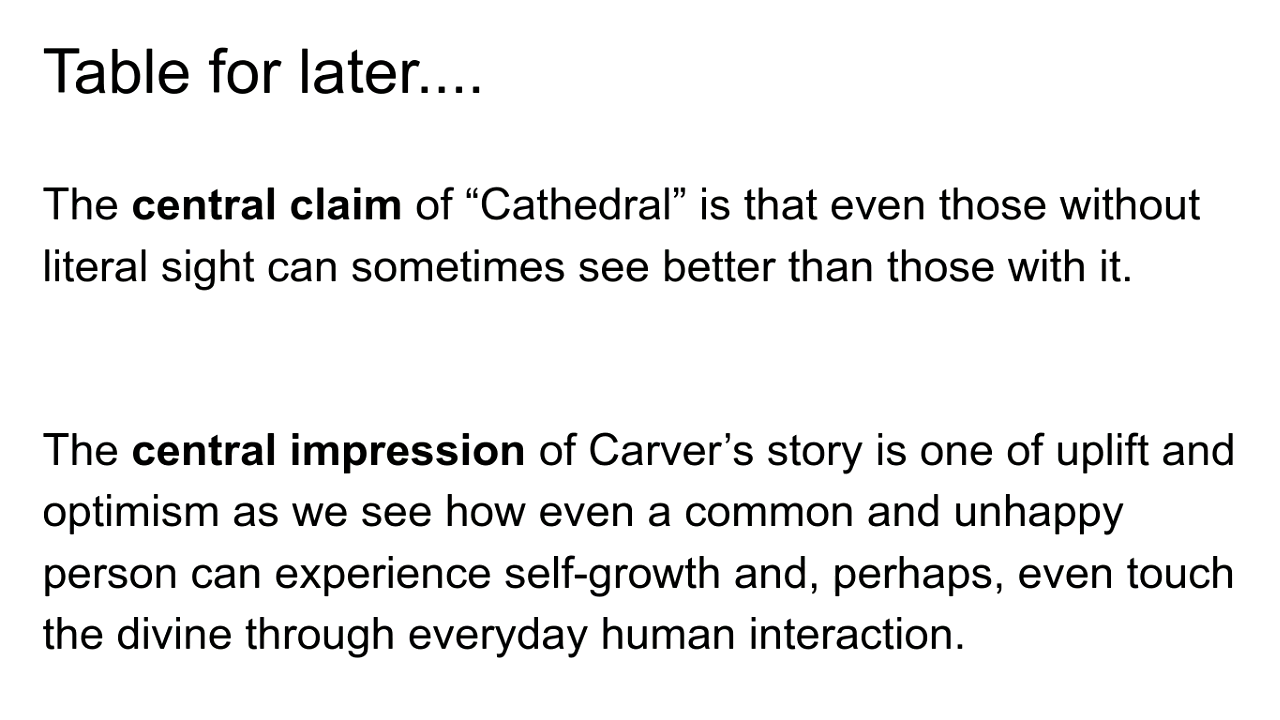 Table for later....
The central claim of “Cathedral” is that even those without
literal sight can sometimes see better than those with it.
The central impression of Carver’s story is one of uplift and
optimism as we see how even a common and unhappy
person can experience self-growth and, perhaps, even touch
the divine through everyday human interaction.